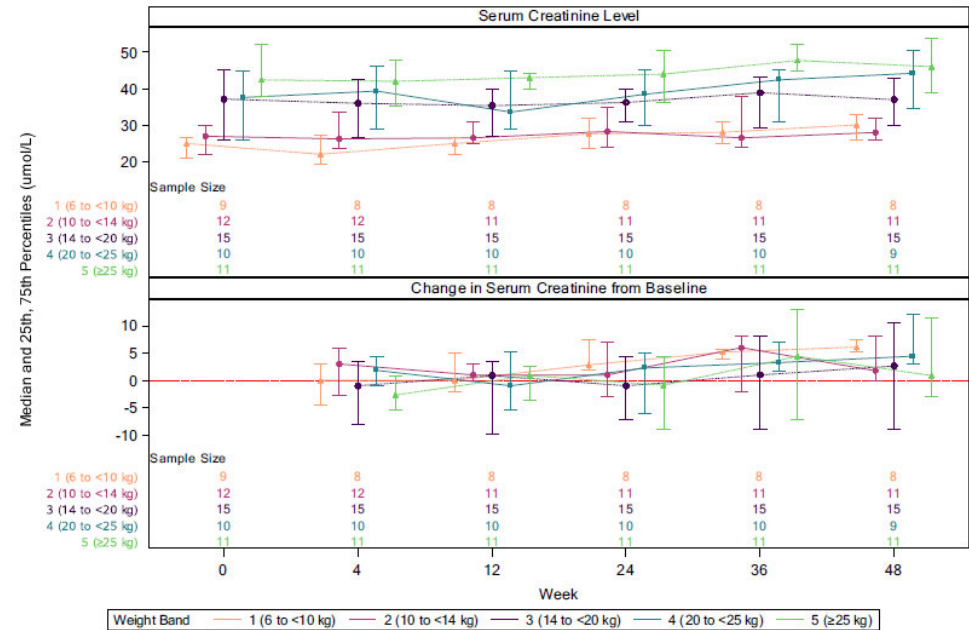 Serum Creatinine Level
50
40
30
20
Sample Size
1 (6 to <10 kg) 9 8 8 8 8 8
2 (10 to <14 kg) 12 12 11 11 11 11
3 (14 to <20 kg) 15 15 15 15 15 15
4 (20 to <25 kg) 10 10 10 10 10 9
5 (≥25 kg) 11 11 11 11 11 11
Median and 25th, 75th Percentiles (umol/L)
Change in Serum Creatinine from Baseline
10
5
0
-5
-10
Sample Size
1 (6 to <10 kg) 9 8 8 8 8 8
2 (10 to <14 kg) 12 12 11 11 11 11
3 (14 to <20 kg) 15 15 15 15 15 15
4 (20 to <25 kg) 10 10 10 10 10 9
5 (≥25 kg) 11 11 11 11 11 11
0 4 12 24 36 48
Week
Weight Band 1 (6 to <10 kg) 2 (10 to <14 kg) 3 (14 to <20 kg) 4 (20 to <25 kg) 5 (≥25 kg)